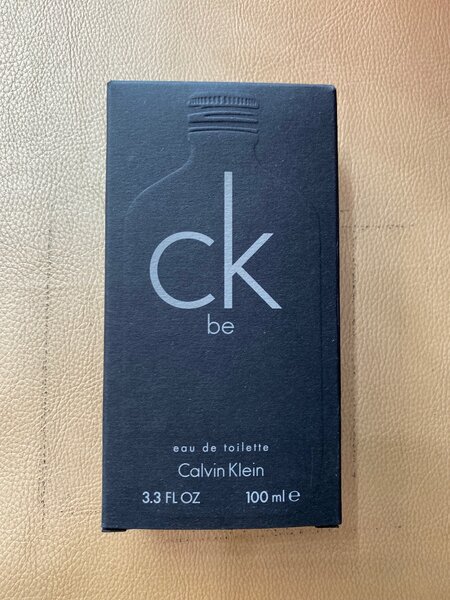 ck
be
eau de toilette
Calvin Klein
3.3 FL OZ 100 ml ℮